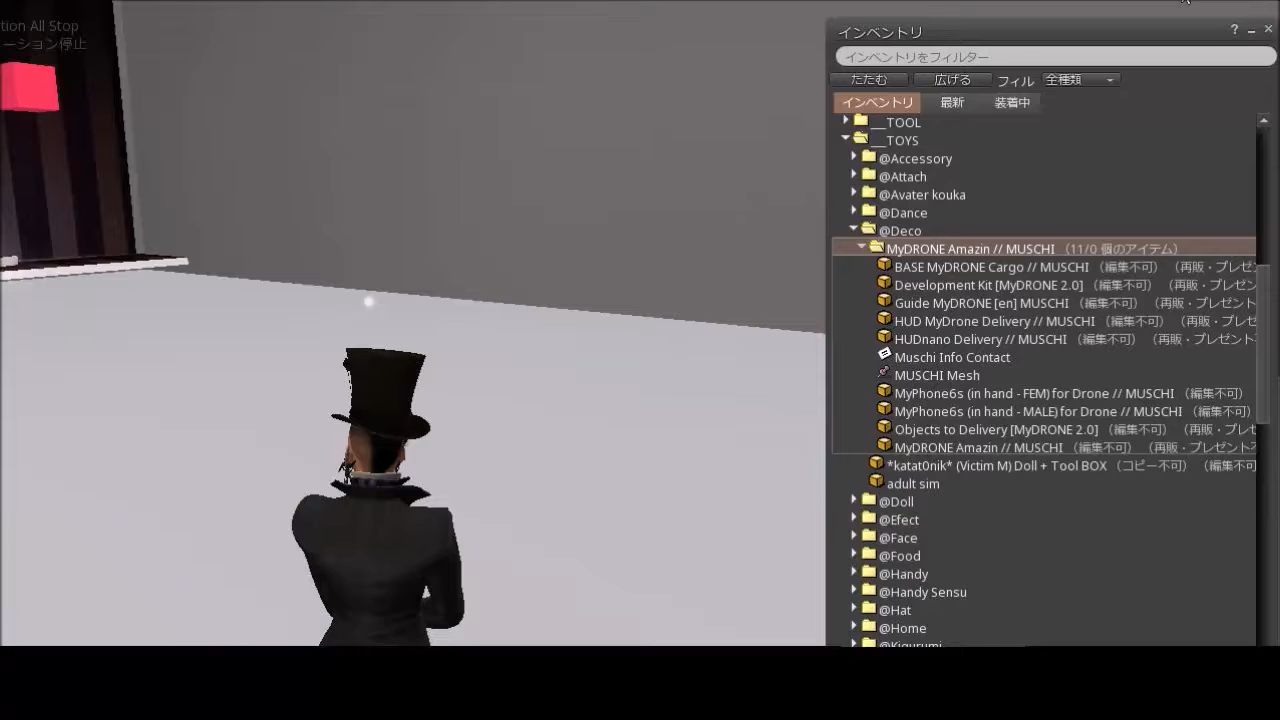 tion All Stop
ーション停止
インベントリ
インベントリをフィルター
たたむ 広げる フィル 全種類
インベントリ 最新 装着中
__TOOL
__TOYS
@Accessory
@Attach
@Avater kouka
@Dance
@Deco
MyDRONE Amazin // MUSCHI （11/0 個のアイテム）
BASE MyDRONE Cargo // MUSCHI （編集不可） （再販・プレゼ
Development Kit [MyDRONE 2.0] （編集不可） （再販・プレゼン
Guide MyDRONE [en] MUSCHI （編集不可） （再販・プレゼント
HUD MyDrone Delivery // MUSCHI （編集不可） （再販・プレゼ
HUDnano Delivery // MUSCHI （編集不可） （再販・プレゼント
Muschi Info Contact
MUSCHI Mesh
MyPhone6s (in hand - FEM) for Drone // MUSCHI （編集不可）
MyPhone6s (in hand - MALE) for Drone // MUSCHI （編集不可）
Objects to Delivery [MyDRONE 2.0] （編集不可） （再販・プレゼ
MyDRONE Amazin // MUSCHI （編集不可） （再販・プレゼント
*katat0nik* (Victim M) Doll + Tool BOX （コピー不可） （編集不可
adult sim
@Doll
@Efect
@Face
@Food
@Handy
@Handy Sensu
@Hat
@Home
@Kigurumi